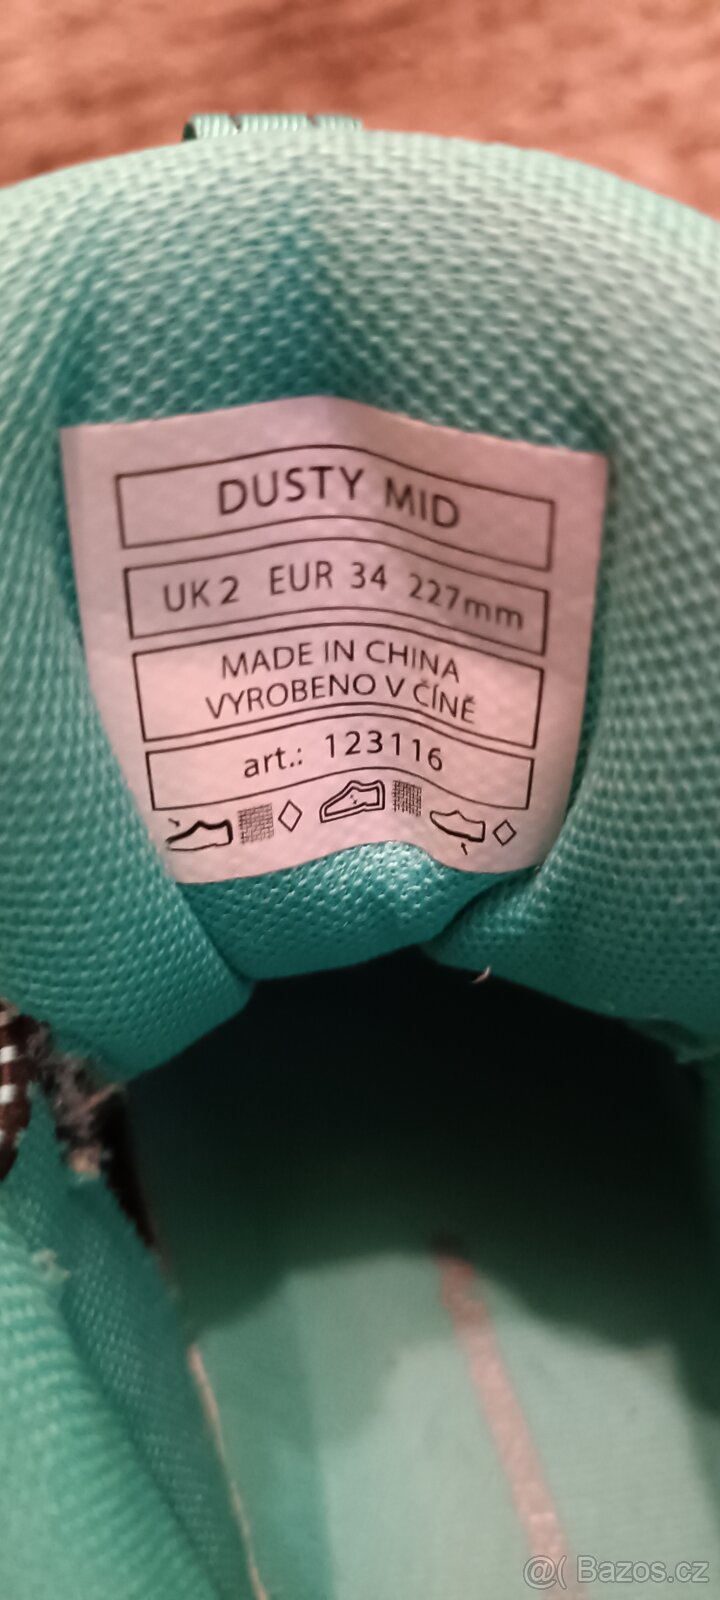 DUSTY MID
UK 2 EUR 34 227mm
MADE IN CHINA
VYROBENO V ČÍNĚ
art.: 123116
@( Bazos.cz